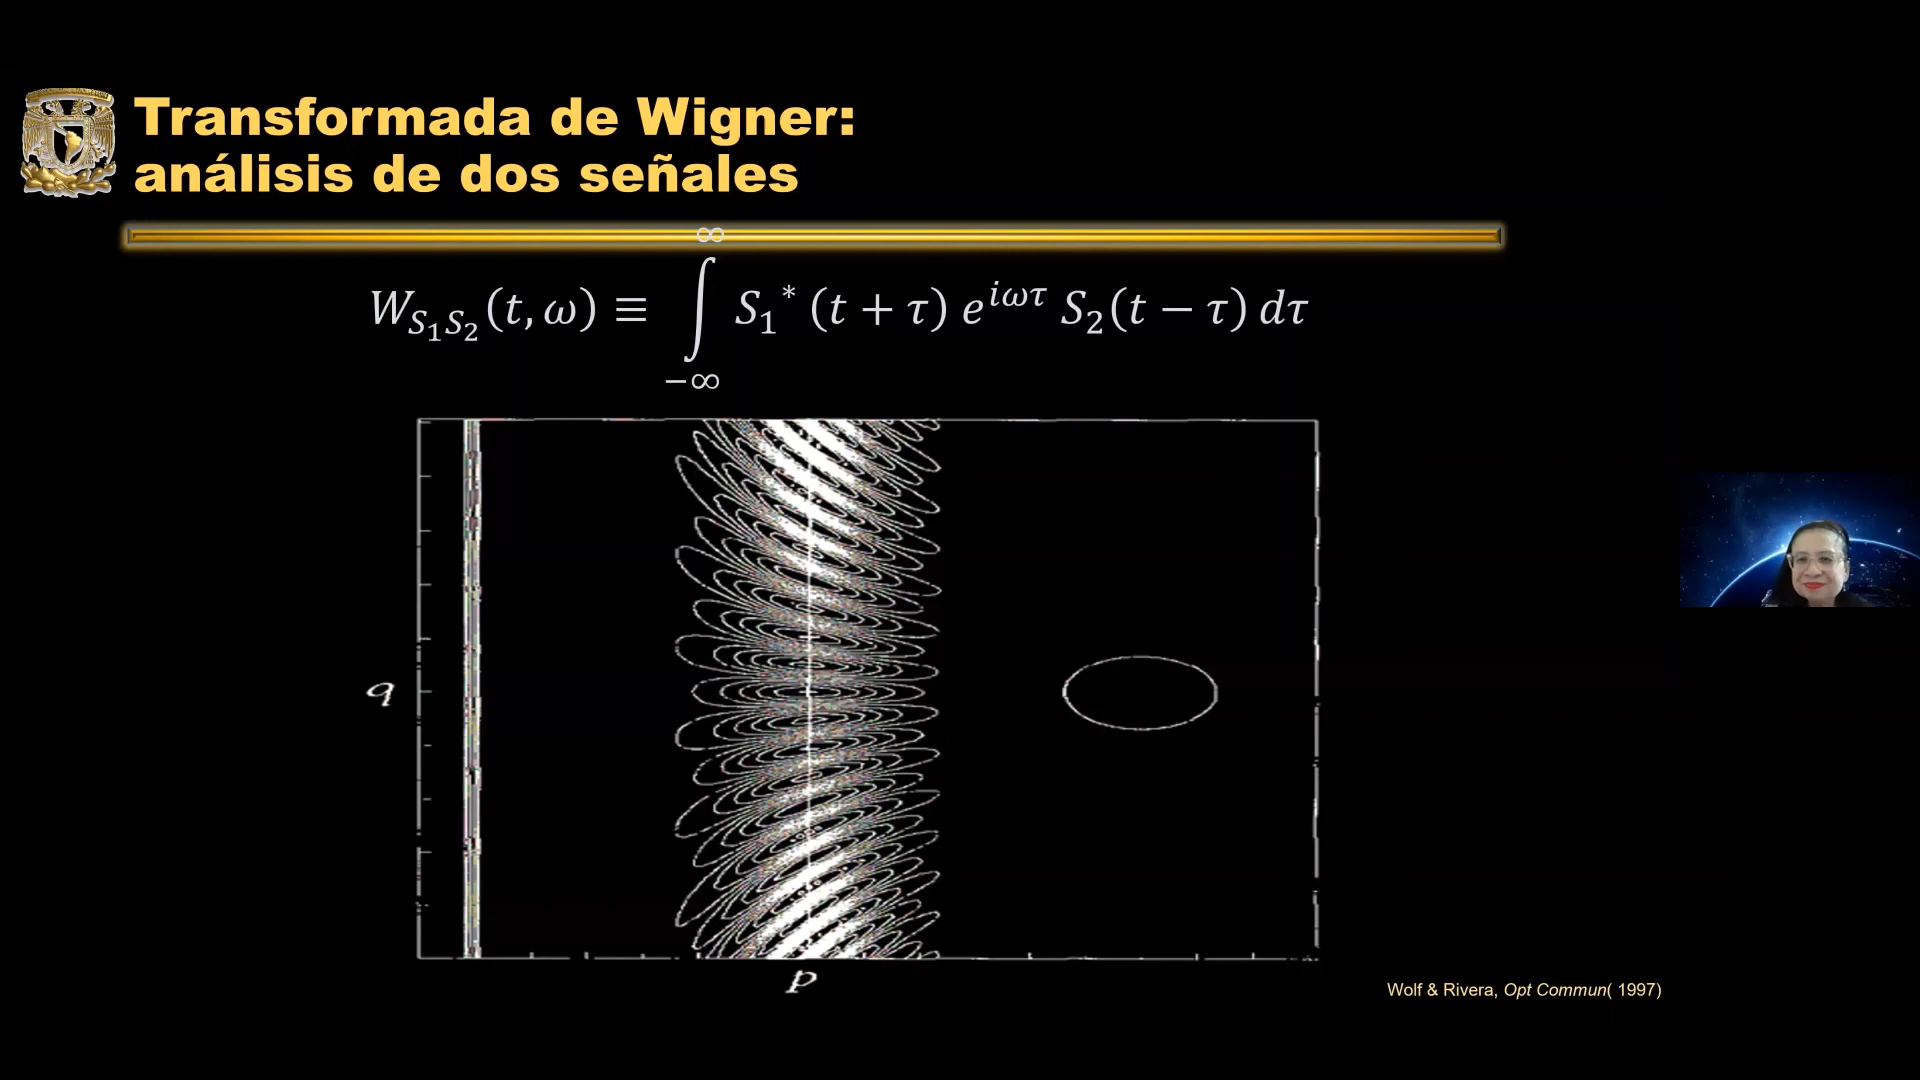 Transformada de Wigner:
análisis de dos señales
W_{S_1S_2}(t, ω) ≡ ∫_{−∞}^{∞} S_1^*(t + τ) e^{iωτ} S_2(t − τ) dτ
q
p
Wolf & Rivera, Opt Commun( 1997)